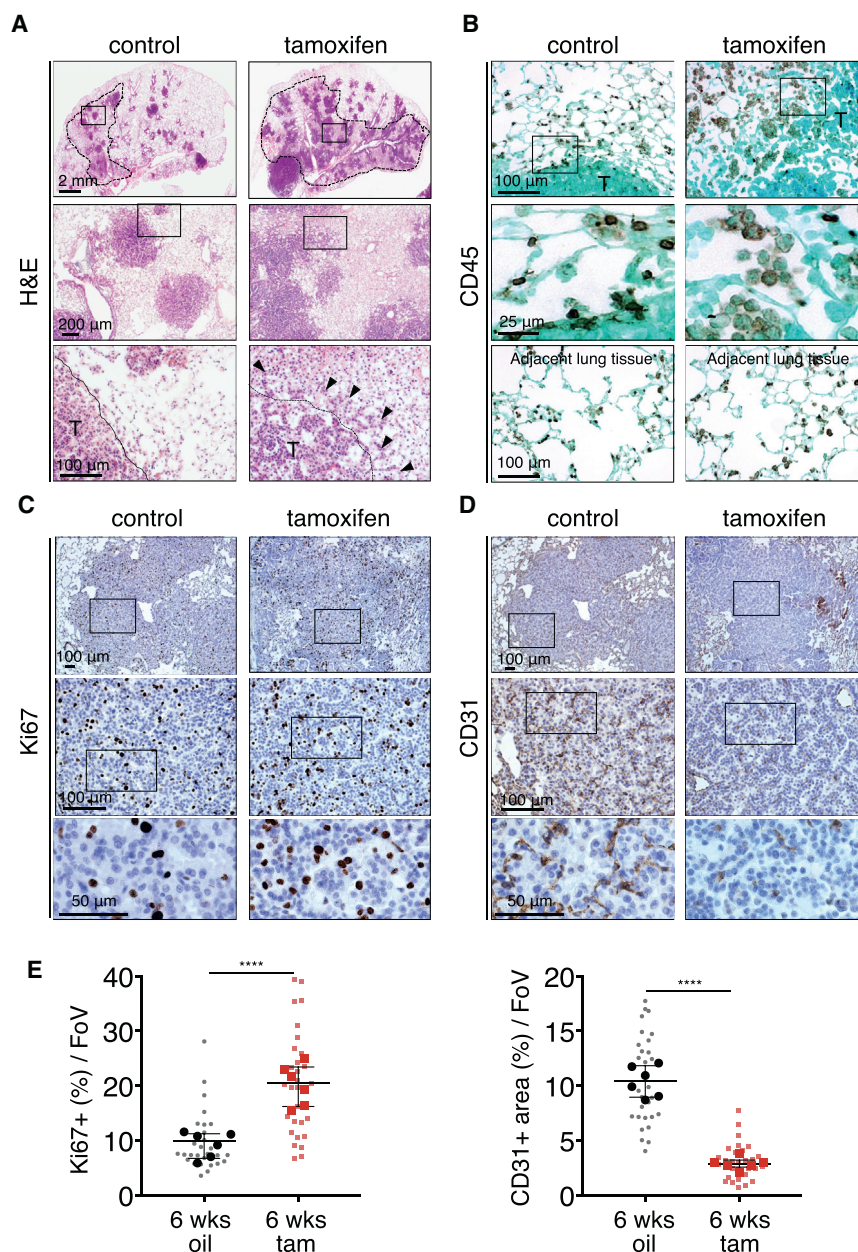 A
control
tamoxifen
H&E
2 mm
200 µm
T
100 µm
T
B
control
tamoxifen
CD45
T
100 µm
T
25 µm
Adjacent lung tissue
100 µm
Adjacent lung tissue
C
control
tamoxifen
Ki67
100 µm
100 µm
50 µm
D
control
tamoxifen
CD31
100 µm
100 µm
50 µm
E
Ki67+ (%) / FoV
40
30
20
10
0
****
6 wks
oil
6 wks
tam
CD31+ area (%) / FoV
20
15
10
5
0
****
6 wks
oil
6 wks
tam